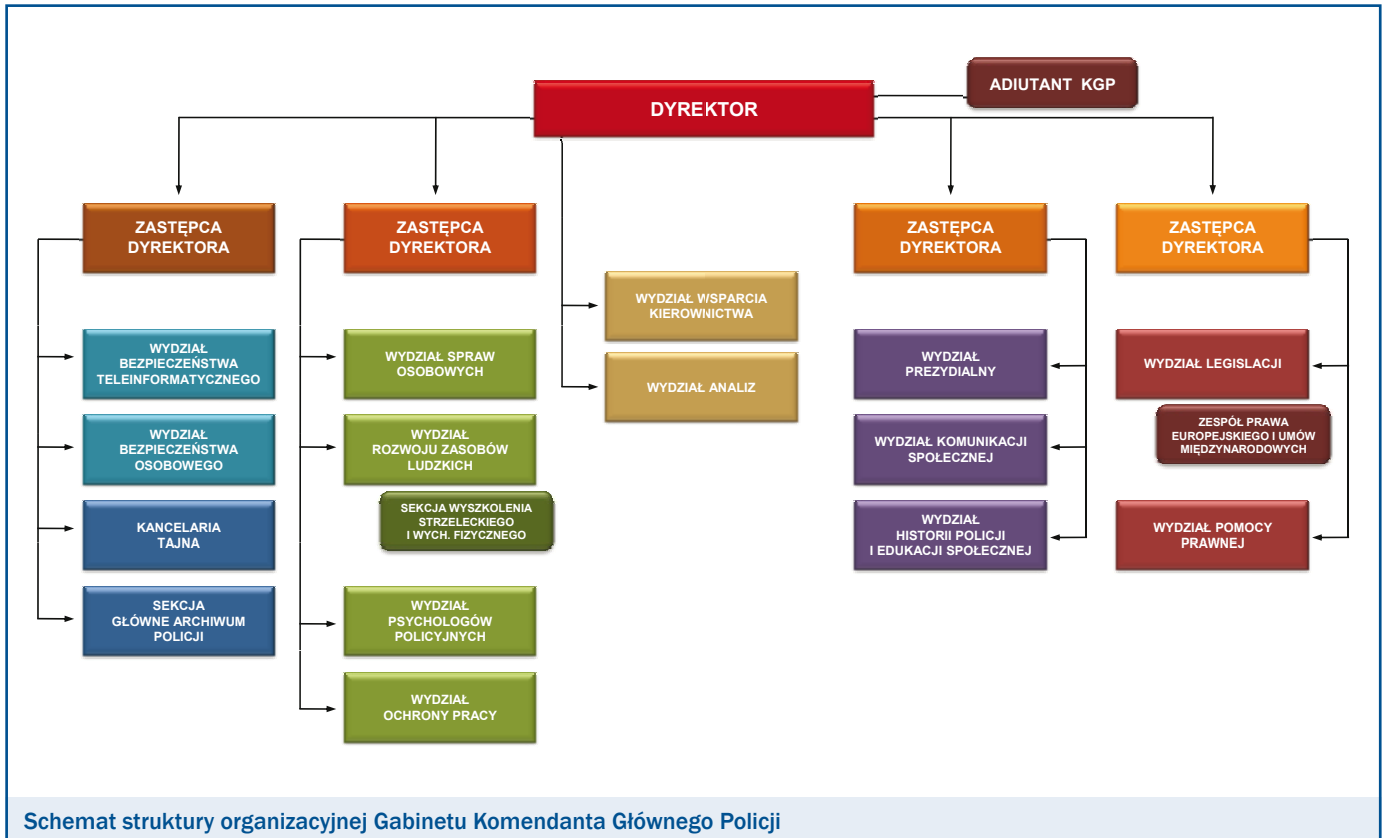 ADIUTANT KGP
DYREKTOR
ZASTĘPCA
DYREKTORA
ZASTĘPCA
DYREKTORA
ZASTĘPCA
DYREKTORA
ZASTĘPCA
DYREKTORA
WYDZIAŁ
BEZPIECZEŃSTWA
TELEINFORMATYCZNEGO
WYDZIAŁ
BEZPIECZEŃSTWA
OSOBOWEGO
KANCELARIA
TAJNA
SEKCJA
GŁÓWNE ARCHIWUM
POLICJI
WYDZIAŁ SPRAW
OSOBOWYCH
WYDZIAŁ
ROZWOJU ZASOBÓW
LUDZKICH
SEKCJA WYSZKOLENIA
STRZELECKIEGO
I WYCH. FIZYCZNEGO
WYDZIAŁ
PSYCHOLOGÓW
POLICYJNYCH
WYDZIAŁ
OCHRONY PRACY
WYDZIAŁ WSPARCIA
KIEROWNICTWA
WYDZIAŁ ANALIZ
WYDZIAŁ
PREZYDIALNY
WYDZIAŁ KOMUNIKACJI
SPOŁECZNEJ
WYDZIAŁ
HISTORII POLICJI
I EDUKACJI SPOŁECZNEJ
WYDZIAŁ LEGISLACJI
ZESPÓŁ PRAWA
EUROPEJSKIEGO I UMÓW
MIĘDZYNARODOWYCH
WYDZIAŁ POMOCY
PRAWNEJ
Schemat struktury organizacyjnej Gabinetu Komendanta Głównego Policji